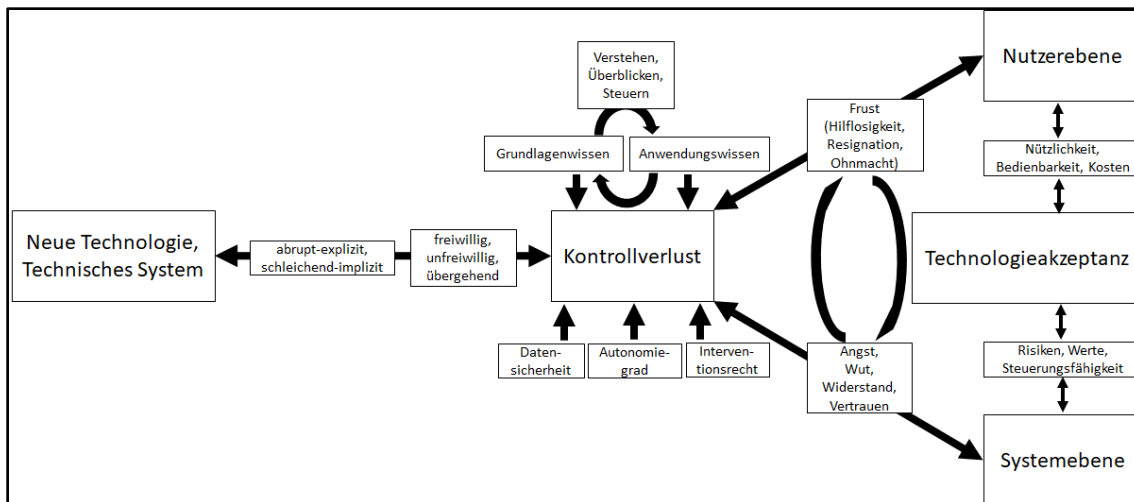 Verstehen,
Überblicken,
Steuern
Grundlagenwissen
Anwendungswissen
Neue Technologie,
Technisches System
abrupt-explizit,
schleichend-implizit
freiwillig,
unfreiwillig,
übergehend
Kontrollverlust
Daten-
sicherheit
Autonomie-
grad
Interven-
tionsrecht
Frust
(Hilflosigkeit,
Resignation,
Ohnmacht)
Angst,
Wut,
Widerstand,
Vertrauen
Nutzerebene
Nützlichkeit,
Bedienbarkeit, Kosten
Technologieakzeptanz
Risiken, Werte,
Steuerungsfähigkeit
Systemebene